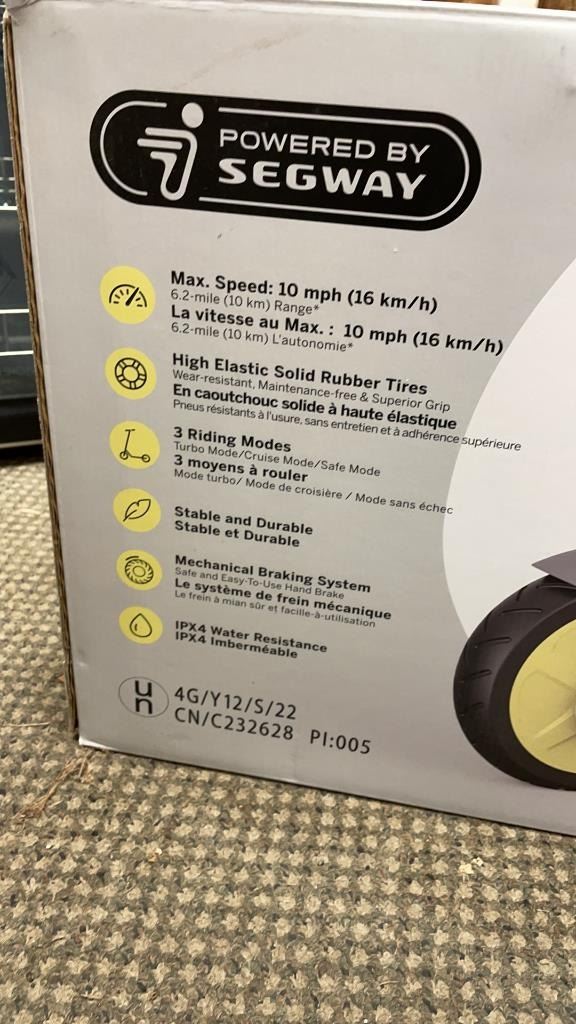 POWERED BY
SEGWAY
Max. Speed: 10 mph (16 km/h)
6.2-mile (10 km) Range*
La vitesse au Max. : 10 mph (16 km/h)
6.2-mile (10 km) L'autonomie*
High Elastic Solid Rubber Tires
Wear-resistant, Maintenance-free & Superior Grip
En caoutchouc solide à haute élastique
Pneus résistants à l'usure, sans entretien et à adhérence supérieure
3 Riding Modes
Turbo Mode/Cruise Mode/Safe Mode
3 moyens à rouler
Mode turbo/ Mode de croisière / Mode sans échec
Stable and Durable
Stable et Durable
Mechanical Braking System
Safe and Easy-To-Use Hand Brake
Le système de frein mécanique
Le frein à mian sûr et facille-à-utilisation
IPX4 Water Resistance
IPX4 Imberméable
un
4G/Y12/S/22
CN/C232628 PI:005